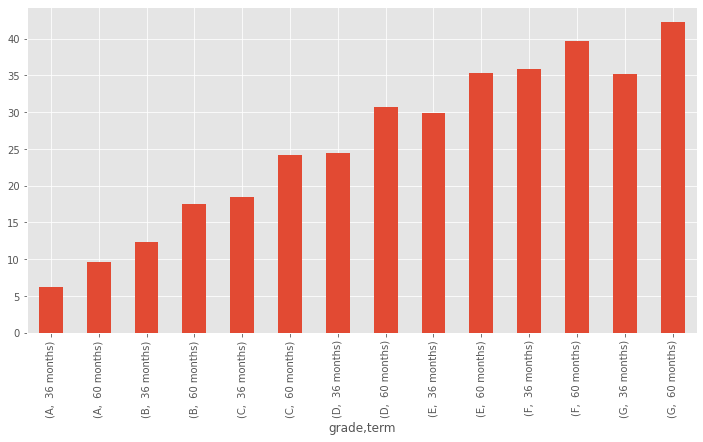 40
35
30
25
20
15
10
5
0
(A,  36 months)
(A,  60 months)
(B,  36 months)
(B,  60 months)
(C,  36 months)
(C,  60 months)
(D,  36 months)
(D,  60 months)
(E,  36 months)
(E,  60 months)
(F,  36 months)
(F,  60 months)
(G,  36 months)
(G,  60 months)
grade,term